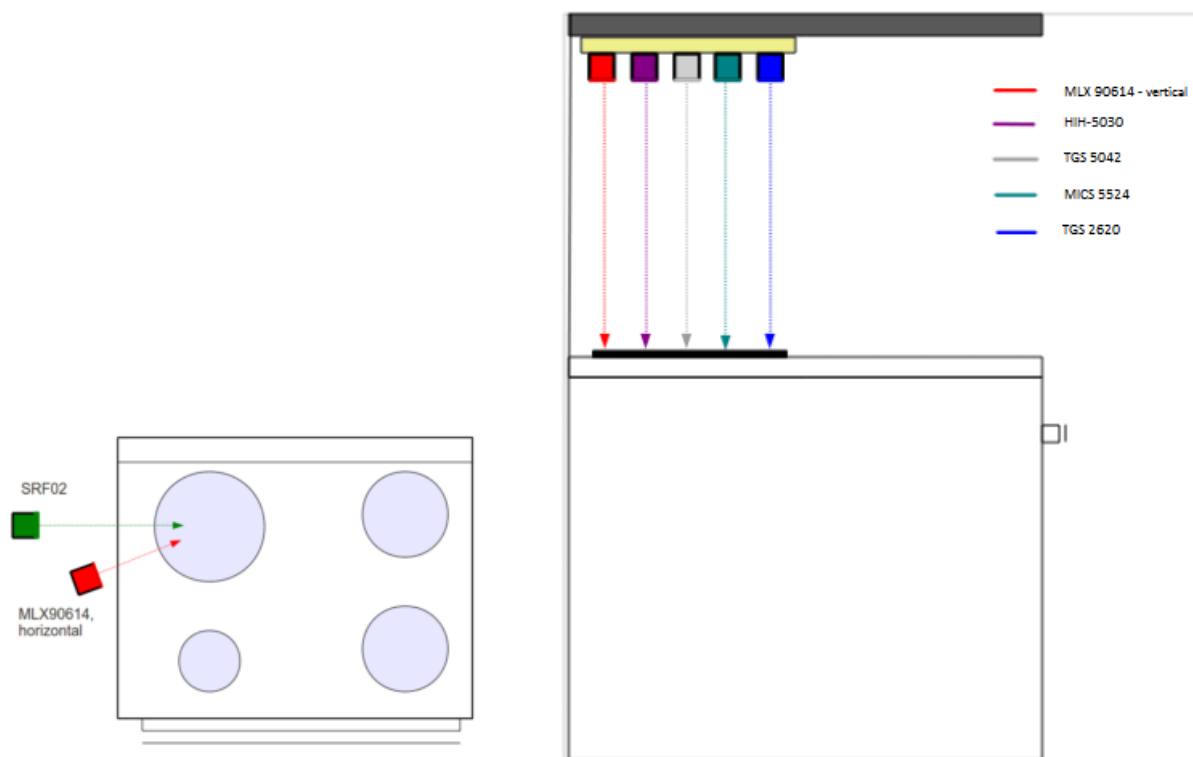 MLX 90614 - vertical
HIH-5030
TGS 5042
MICS 5524
TGS 2620
SRF02
MLX90614,
horizontal